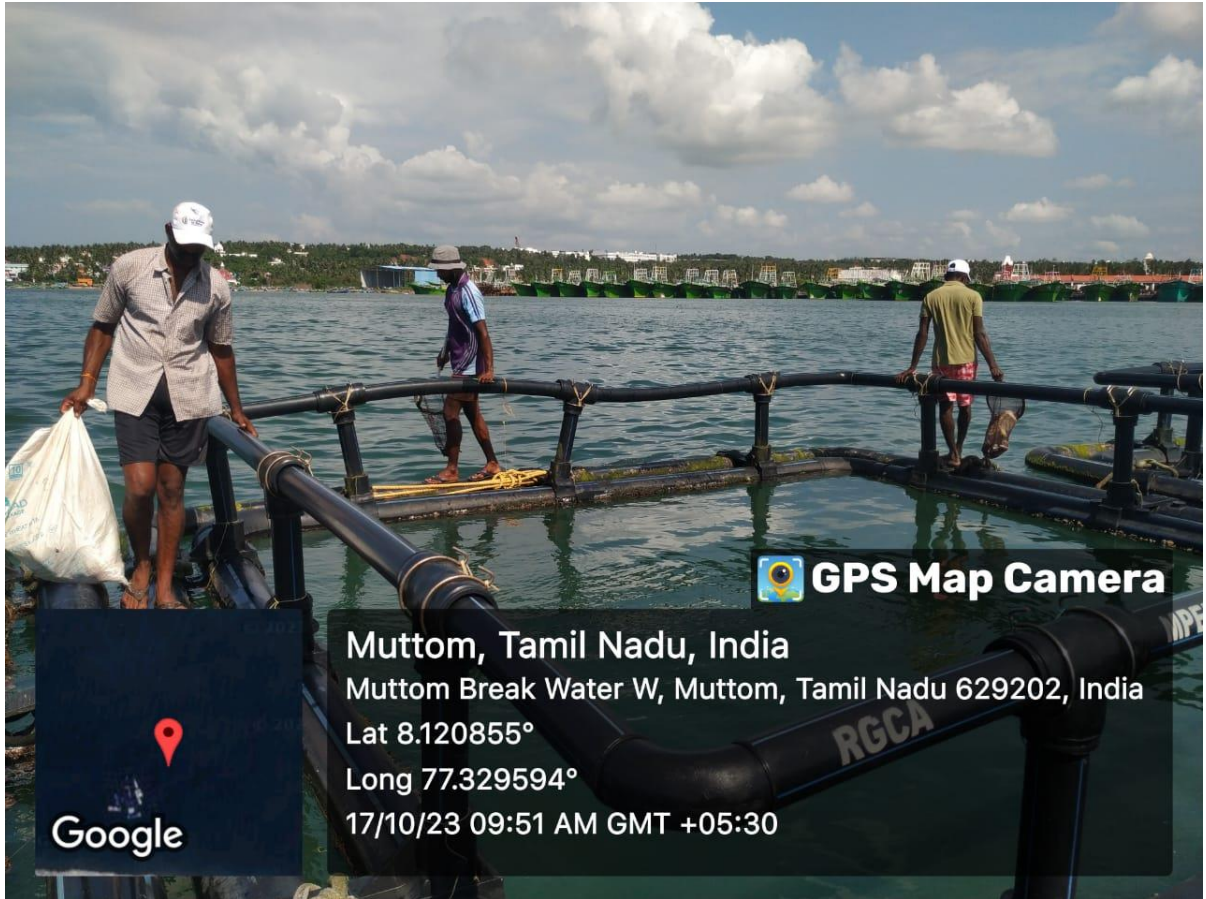 GPS Map Camera
Muttom, Tamil Nadu, India
Muttom Break Water W, Muttom, Tamil Nadu 629202, India
Lat 8.120855°
Long 77.329594°
17/10/23 09:51 AM GMT +05:30
Google
RGCA